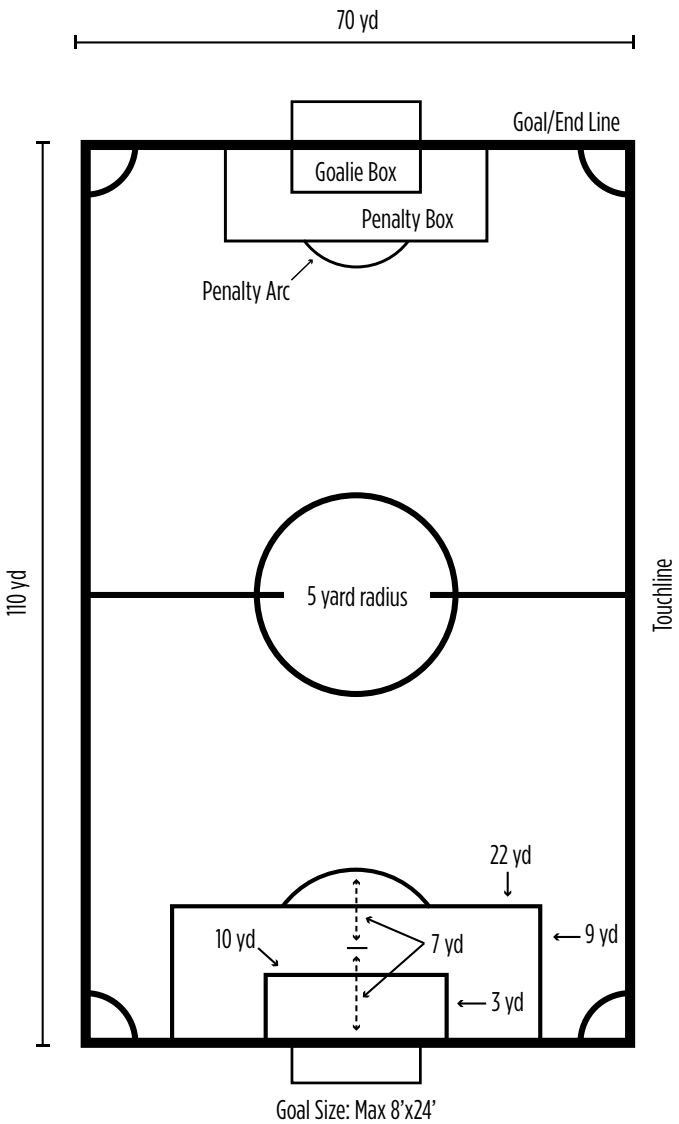 70 yd
Goal/End Line
Goalie Box
Penalty Box
Penalty Arc
110 yd
5 yard radius
Touchline
22 yd
10 yd
7 yd
9 yd
3 yd
Goal Size: Max 8'x24'